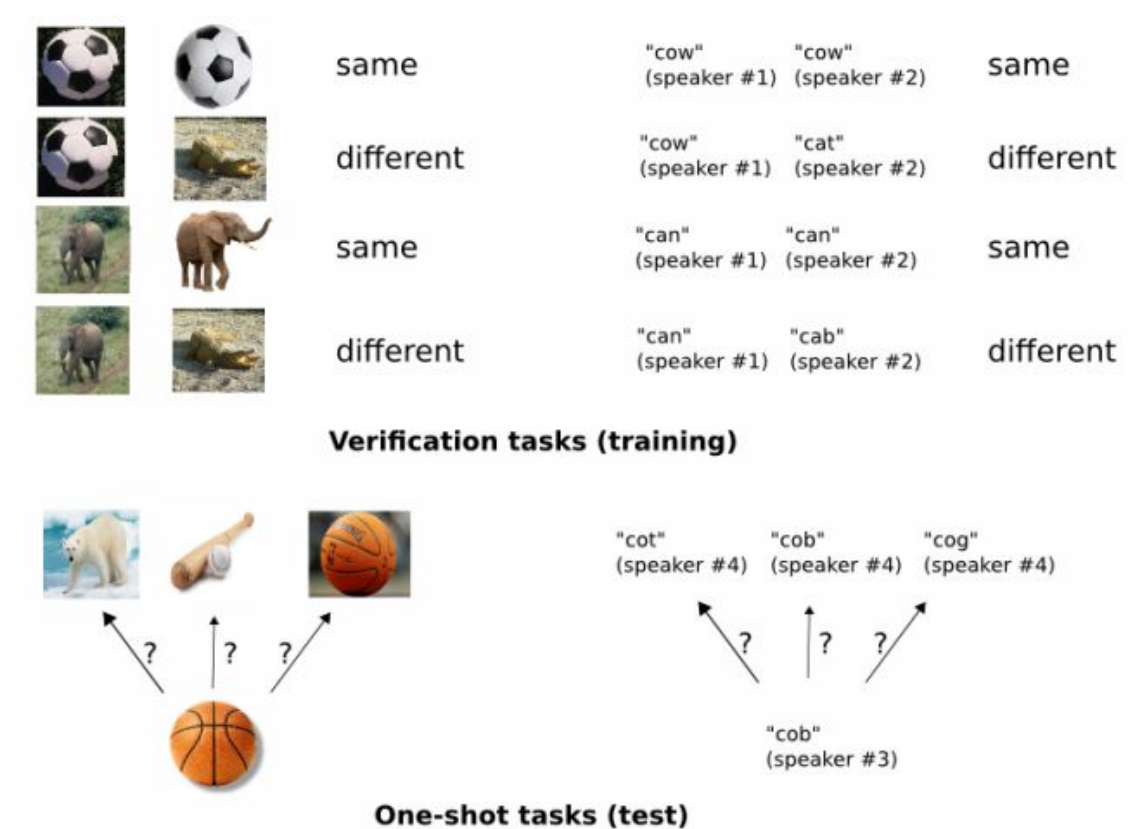 same
"cow" "cow"
(speaker #1) (speaker #2)
same
different
"cow" "cat"
(speaker #1) (speaker #2)
different
same
"can" "can"
(speaker #1) (speaker #2)
same
different
"can" "cab"
(speaker #1) (speaker #2)
different
Verification tasks (training)
"cot" "cob" "cog"
(speaker #4) (speaker #4) (speaker #4)
? ? ?
? ? ?
"cob"
(speaker #3)
One-shot tasks (test)